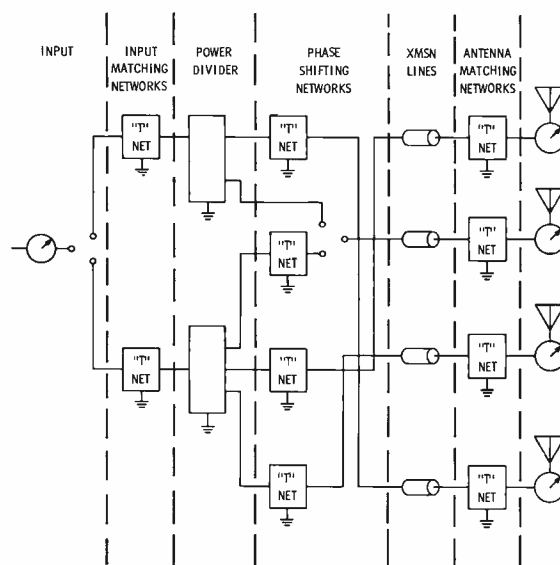 INPUT
INPUT
MATCHING
NETWORKS
POWER
DIVIDER
PHASE
SHIFTING
NETWORKS
XMSN
LINES
ANTENNA
MATCHING
NETWORKS
"T"
NET
"T"
NET
"T"
NET
"T"
NET
"T"
NET
"T"
NET
"T"
NET
"T"
NET
"T"
NET
"T"
NET